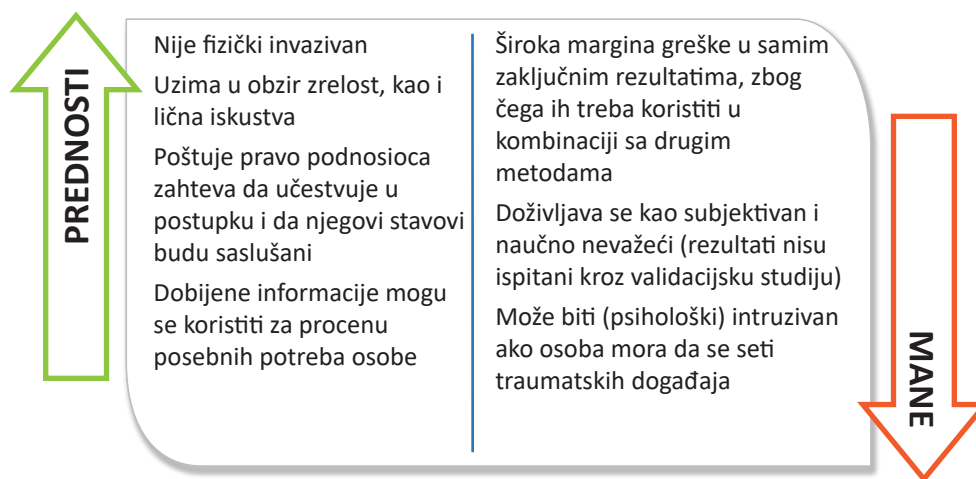 PREDNOSTI
Nije fizički invazivan
Uzima u obzir zrelost, kao i
lična iskustva
Poštuje pravo podnosioca
zahteva da učestvuje u
postupku i da njegovi stavovi
budu saslušani
Dobijene informacije mogu
se koristiti za procenu
posebnih potreba osobe
Široka margina greške u samim
zaključnim rezultatima, zbog
čega ih treba koristiti u
kombinaciji sa drugim
metodama
Doživljava se kao subjektivan i
naučno nevažeći (rezultati nisu
ispitani kroz validacijsku studiju)
Može biti (psihološki) intruzivan
ako osoba mora da se seti
traumatskih događaja
MANE